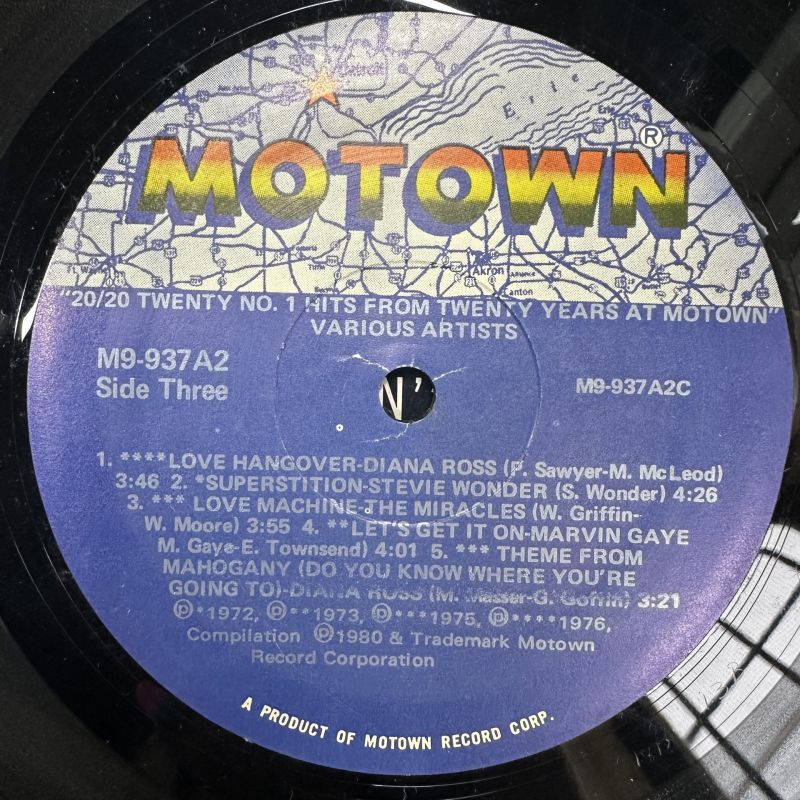 Erie
MOTOWN®
Akron
"20/20 TWENTY NO. 1 HITS FROM TWENTY YEARS AT MOTOWN"
VARIOUS ARTISTS
M9-937A2
Side Three
M9-937A2C
N'
1. ****LOVE HANGOVER-DIANA ROSS (P. Sawyer-M. McLeod)
3:46 2. *SUPERSTITION-STEVIE WONDER (S. Wonder) 4:26
3. *** LOVE MACHINE-THE MIRACLES (W. Griffin-
W. Moore) 3:55 4. **LET'S GET IT ON-MARVIN GAYE
M. Gaye-E. Townsend) 4:01 5. *** THEME FROM
MAHOGANY (DO YOU KNOW WHERE YOU'RE
GOING TO)-DIANA ROSS (M. Masser-G. Goffin) 3:21
Ⓟ*1972, Ⓟ**1973, Ⓟ***1975, Ⓟ****1976,
Compilation Ⓟ1980 & Trademark Motown
Record Corporation
A PRODUCT OF MOTOWN RECORD CORP.